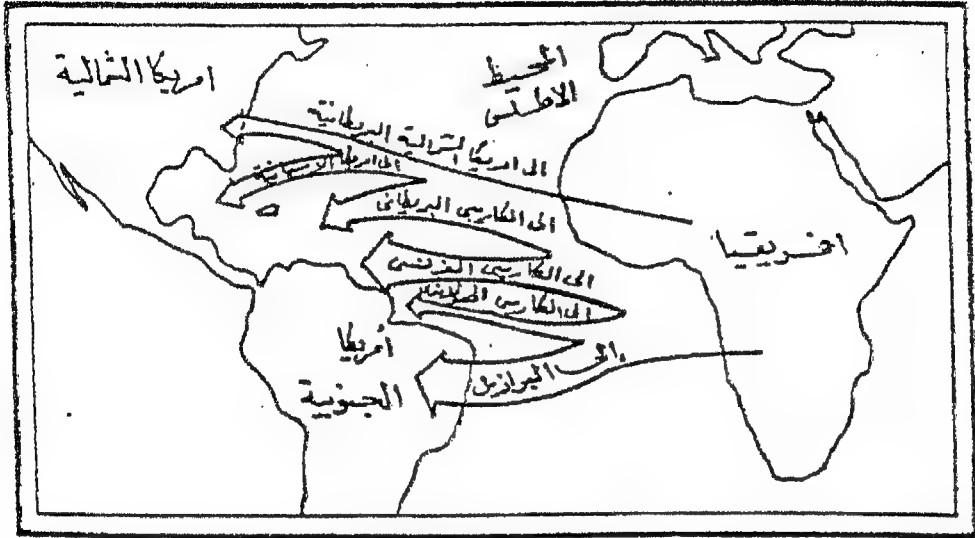 امريكا الشمالية
المحيط
الاطلسي
الى امريكا الشمالية البريطانية
الى امريكا الاسبانية
الى الكاريبي البريطاني
افريقيا
الى الكاريبي الفرنسي
الى الكاريبي الهولندي
إلى البرازيل
أمريكا
الجنوبية